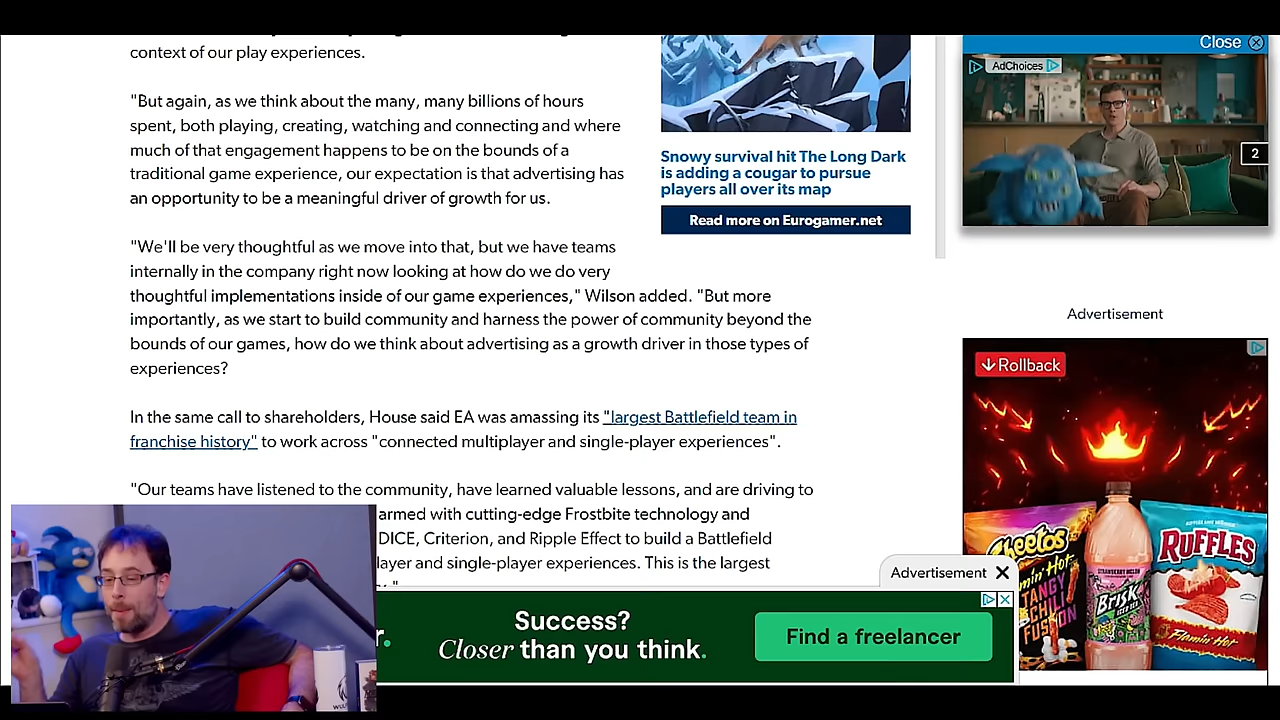 context of our play experiences.
"But again, as we think about the many, many billions of hours
spent, both playing, creating, watching and connecting and where
much of that engagement happens to be on the bounds of a
traditional game experience, our expectation is that advertising has
an opportunity to be a meaningful driver of growth for us.
"We'll be very thoughtful as we move into that, but we have teams
internally in the company right now looking at how do we do very
thoughtful implementations inside of our game experiences," Wilson added. "But more
importantly, as we start to build community and harness the power of community beyond the
bounds of our games, how do we think about advertising as a growth driver in those types of
experiences?
In the same call to shareholders, House said EA was amassing its "largest Battlefield team in
franchise history" to work across "connected multiplayer and single-player experiences".
"Our teams have listened to the community, have learned valuable lessons, and are driving to
armed with cutting-edge Frostbite technology and
DICE, Criterion, and Ripple Effect to build a Battlefield
layer and single-player experiences. This is the largest
Snowy survival hit The Long Dark
is adding a cougar to pursue
players all over its map
Read more on Eurogamer.net
Close
AdChoices
2
Advertisement
Rollback
Cheetos
Flamin' Hot
TANGY
CHILI
FUSION
STRAWBERRY MELON
BRISK
RUFFLES
Flamin' Hot
Advertisement
r.
Success?
Closer than you think.
Find a freelancer